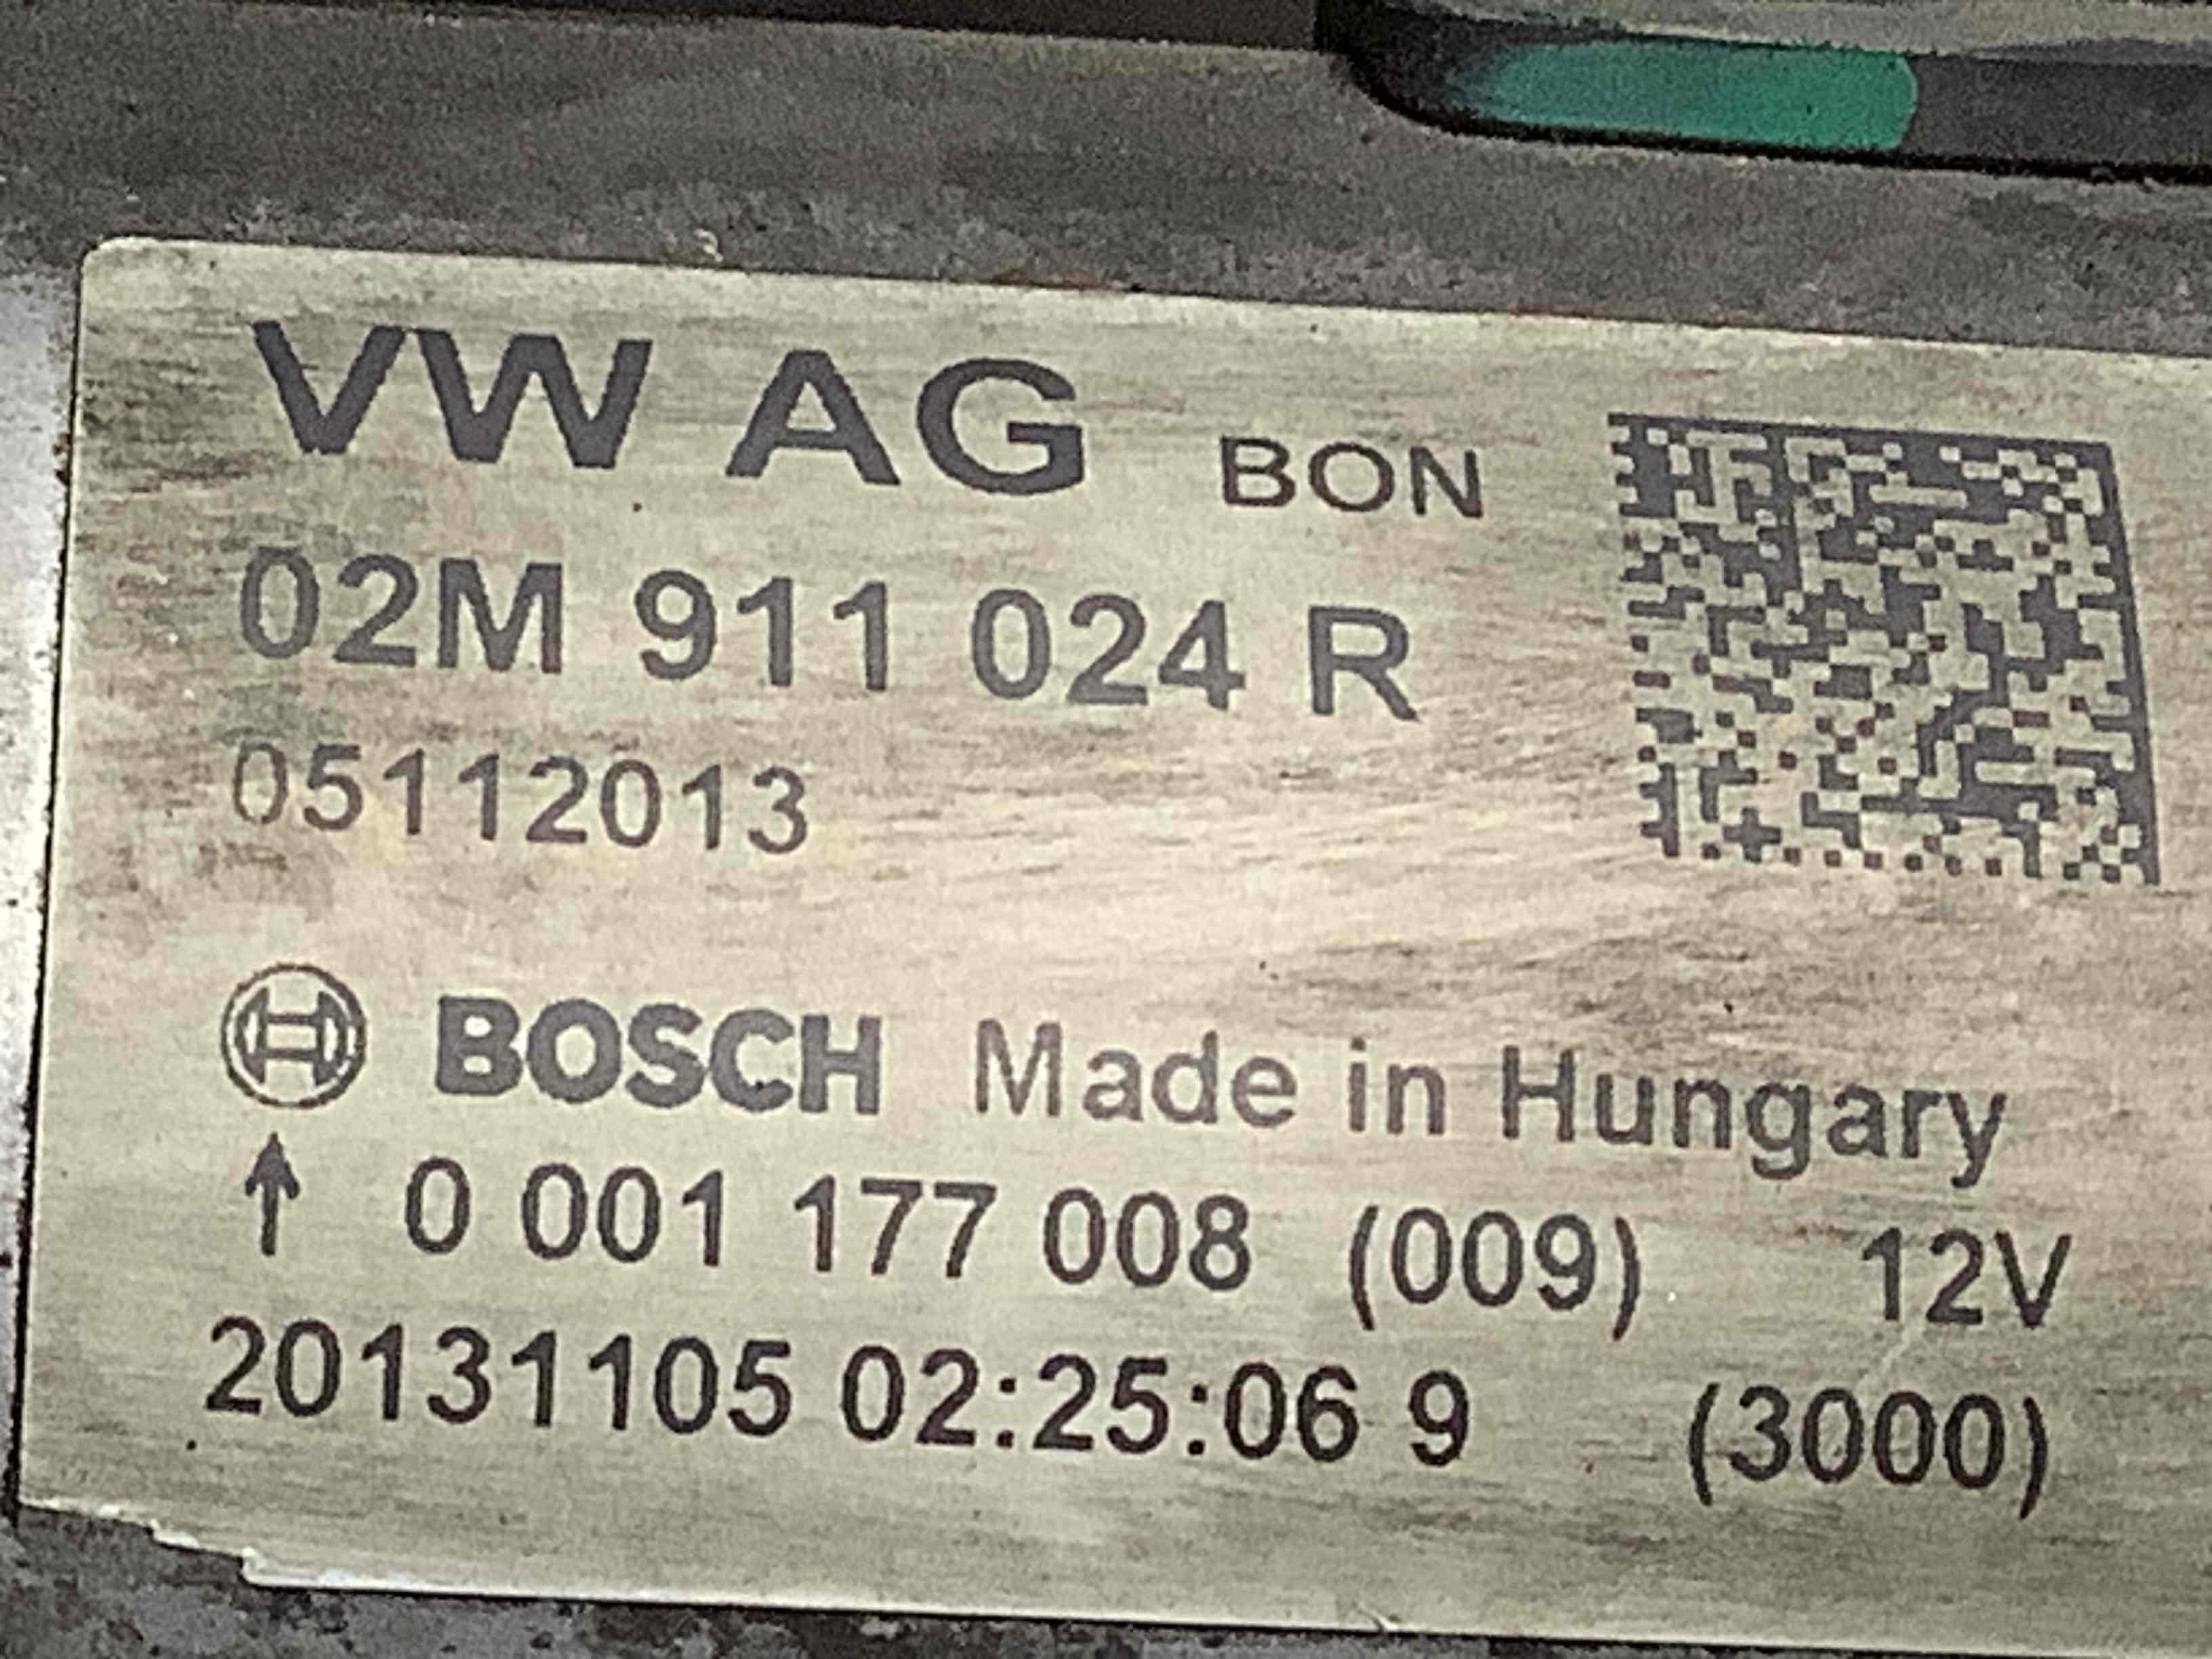 VW AG BON
02M 911 024 R
05112013
BOSCH Made in Hungary
↑ 0 001 177 008 (009) 12V
20131105 02:25:06 9 (3000)